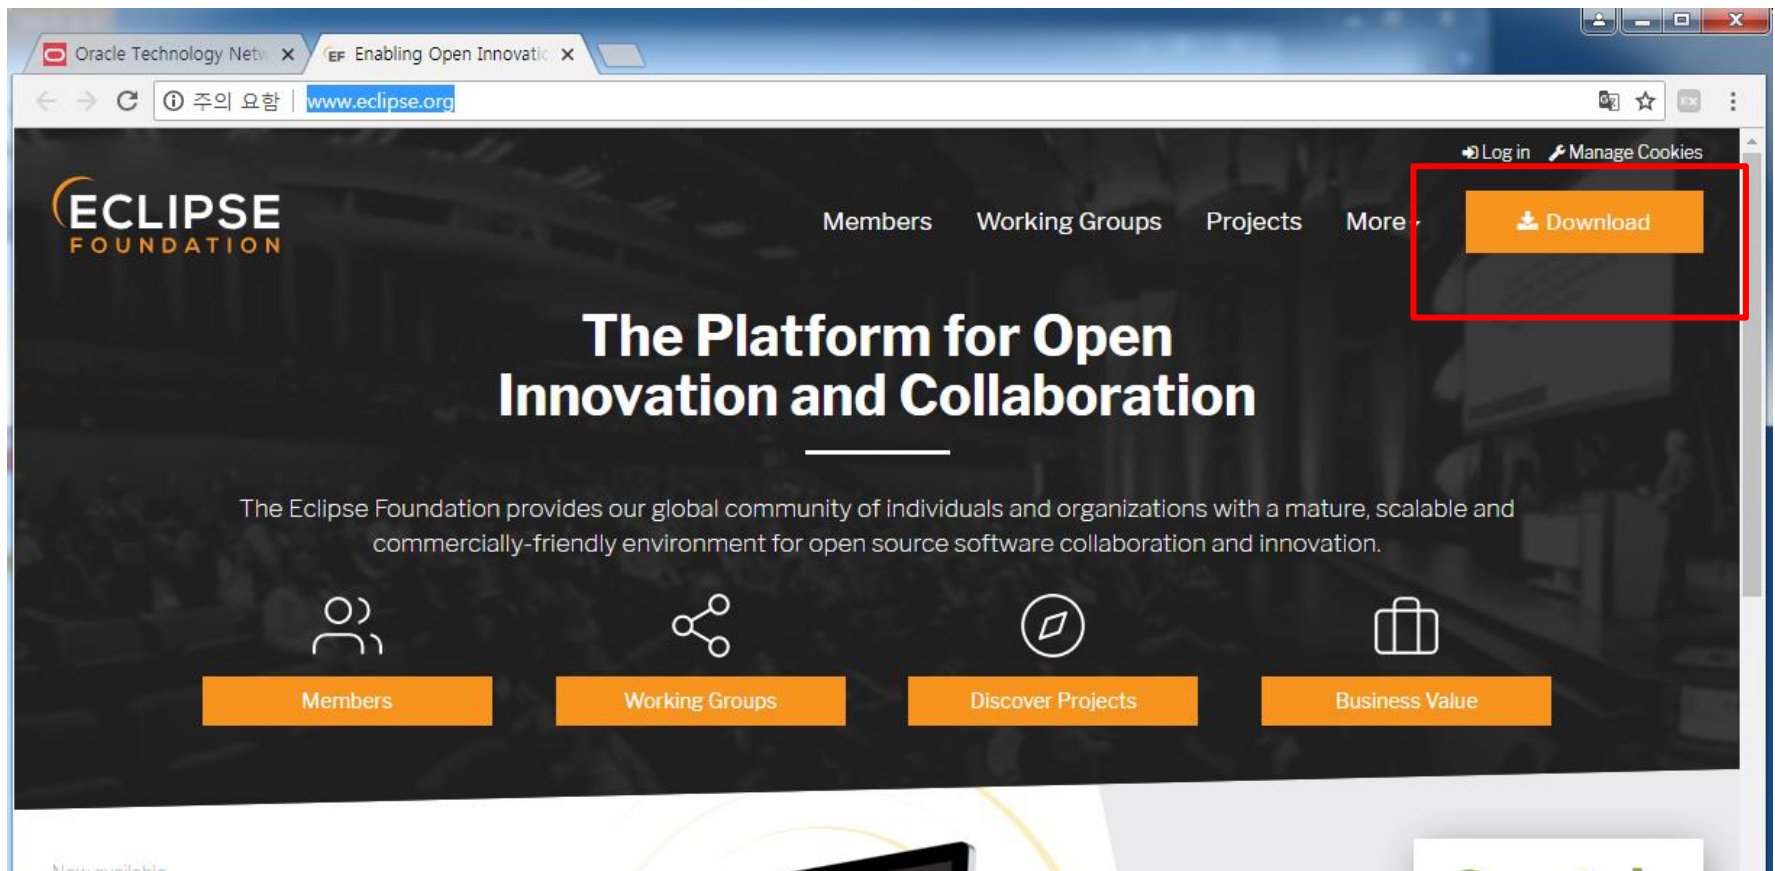 Oracle Technology Netw
EF Enabling Open Innovatic
주의 요함 | www.eclipse.org
Log in Manage Cookies
ECLIPSE
FOUNDATION
Members Working Groups Projects More Download
The Platform for Open
Innovation and Collaboration
The Eclipse Foundation provides our global community of individuals and organizations with a mature, scalable and
commercially-friendly environment for open source software collaboration and innovation.
Members Working Groups Discover Projects Business Value